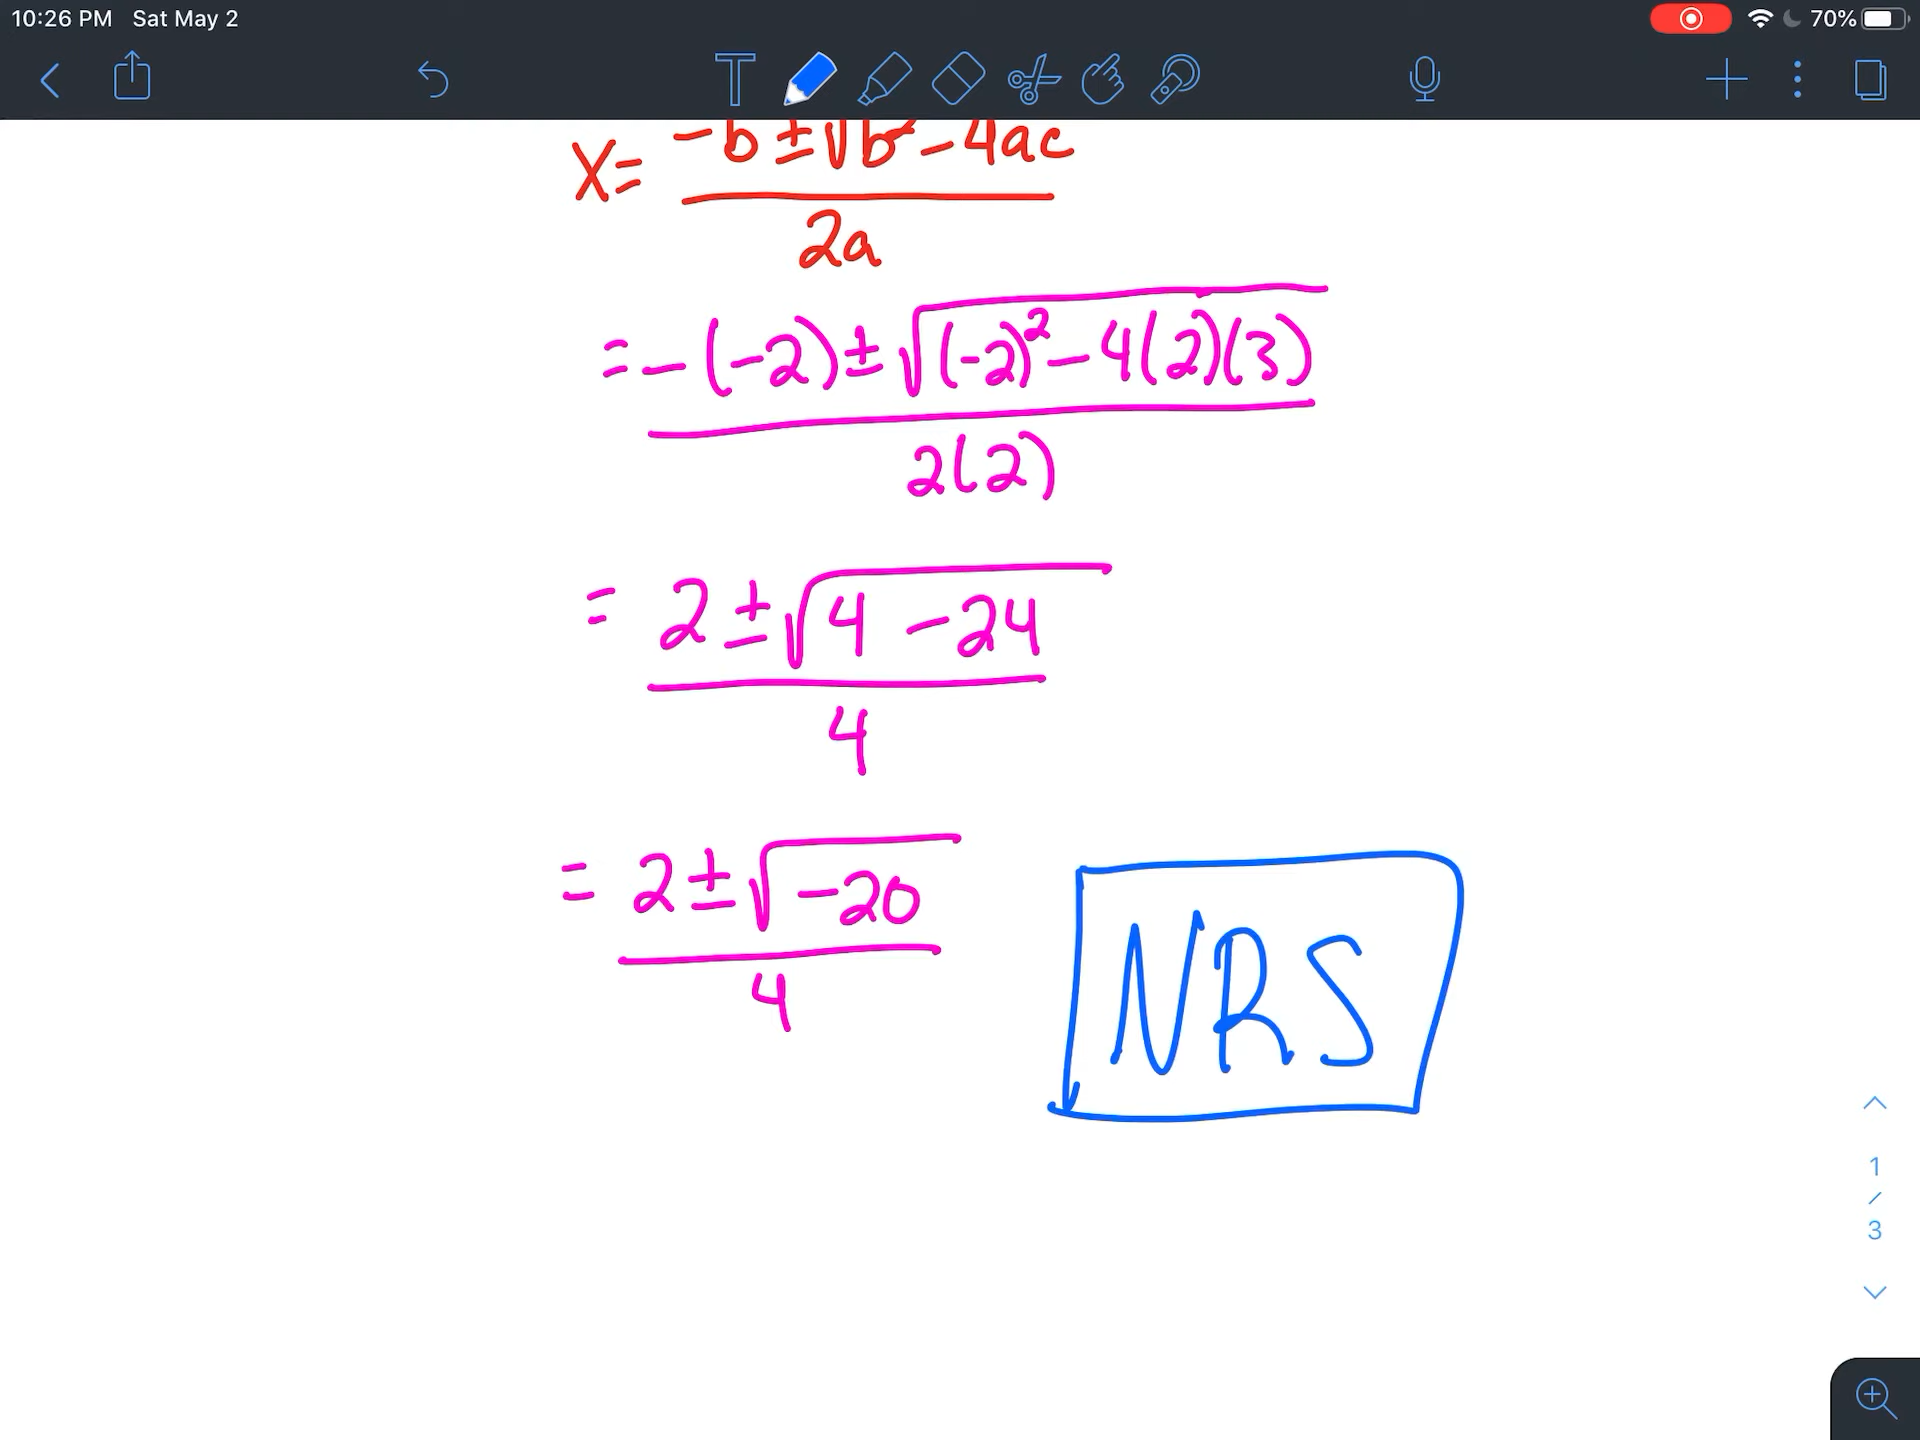 10:26 PM Sat May 2
70%
X= -b ± √b² - 4ac
2a
= -(-2) ± √(-2)² - 4(2)(3)
2(2)
= 2 ± √4 - 24
4
= 2 ± √-20
4
NRS
1
/
3